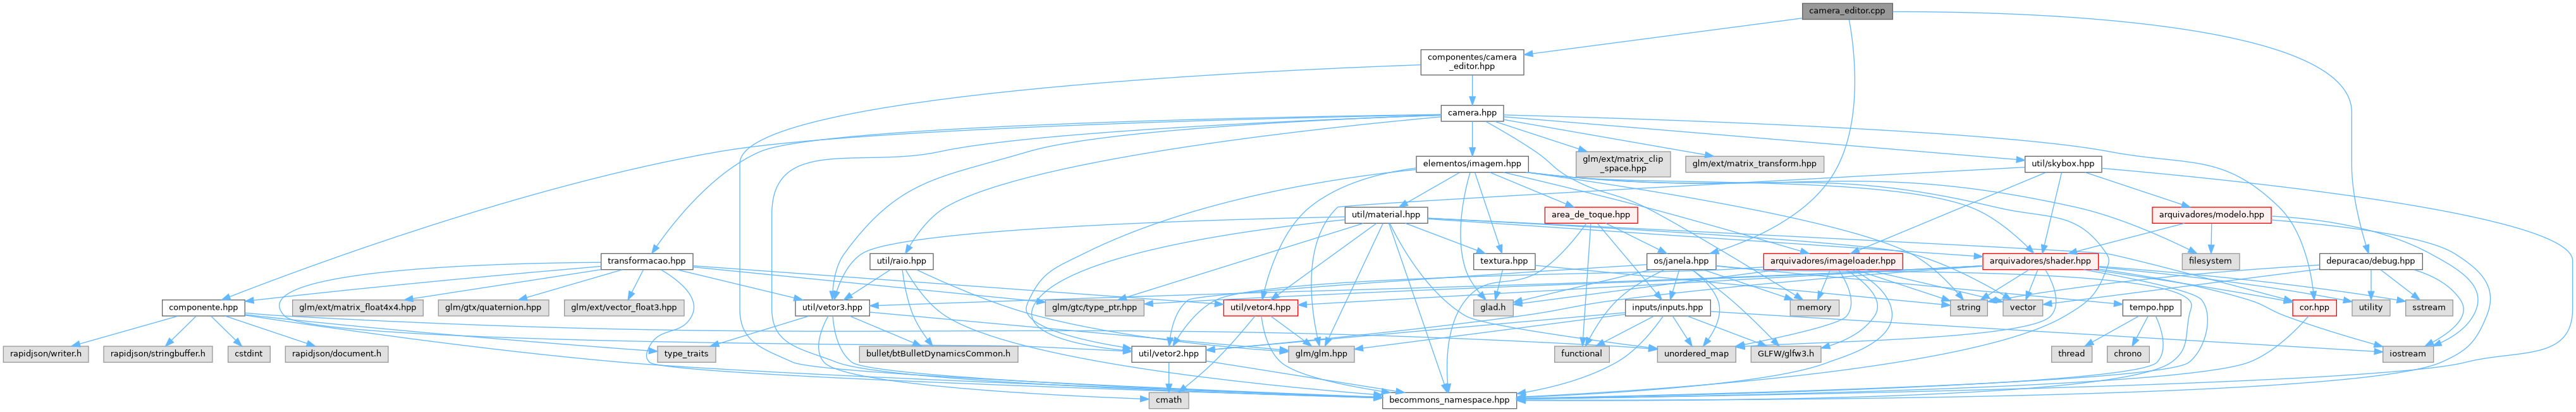 camera_editor.cpp
componentes/camera
_editor.hpp
camera.hpp
elementos/imagem.hpp
glm/ext/matrix_clip
_space.hpp
glm/ext/matrix_transform.hpp
util/skybox.hpp
util/material.hpp
area_de_toque.hpp
arquivadores/modelo.hpp
transformacao.hpp
util/raio.hpp
textura.hpp
arquivadores/imageloader.hpp
os/janela.hpp
arquivadores/shader.hpp
filesystem
depuracao/debug.hpp
componente.hpp
glm/ext/matrix_float4x4.hpp
glm/gtx/quaternion.hpp
glm/ext/vector_float3.hpp
util/vetor3.hpp
glm/gtc/type_ptr.hpp
util/vetor4.hpp
glad.h
memory
inputs/inputs.hpp
string
vector
tempo.hpp
cor.hpp
utility
sstream
rapidjson/writer.h
rapidjson/stringbuffer.h
cstdint
rapidjson/document.h
type_traits
bullet/btBulletDynamicsCommon.h
util/vetor2.hpp
glm/glm.hpp
functional
unordered_map
GLFW/glfw3.h
thread
chrono
iostream
cmath
becommons_namespace.hpp